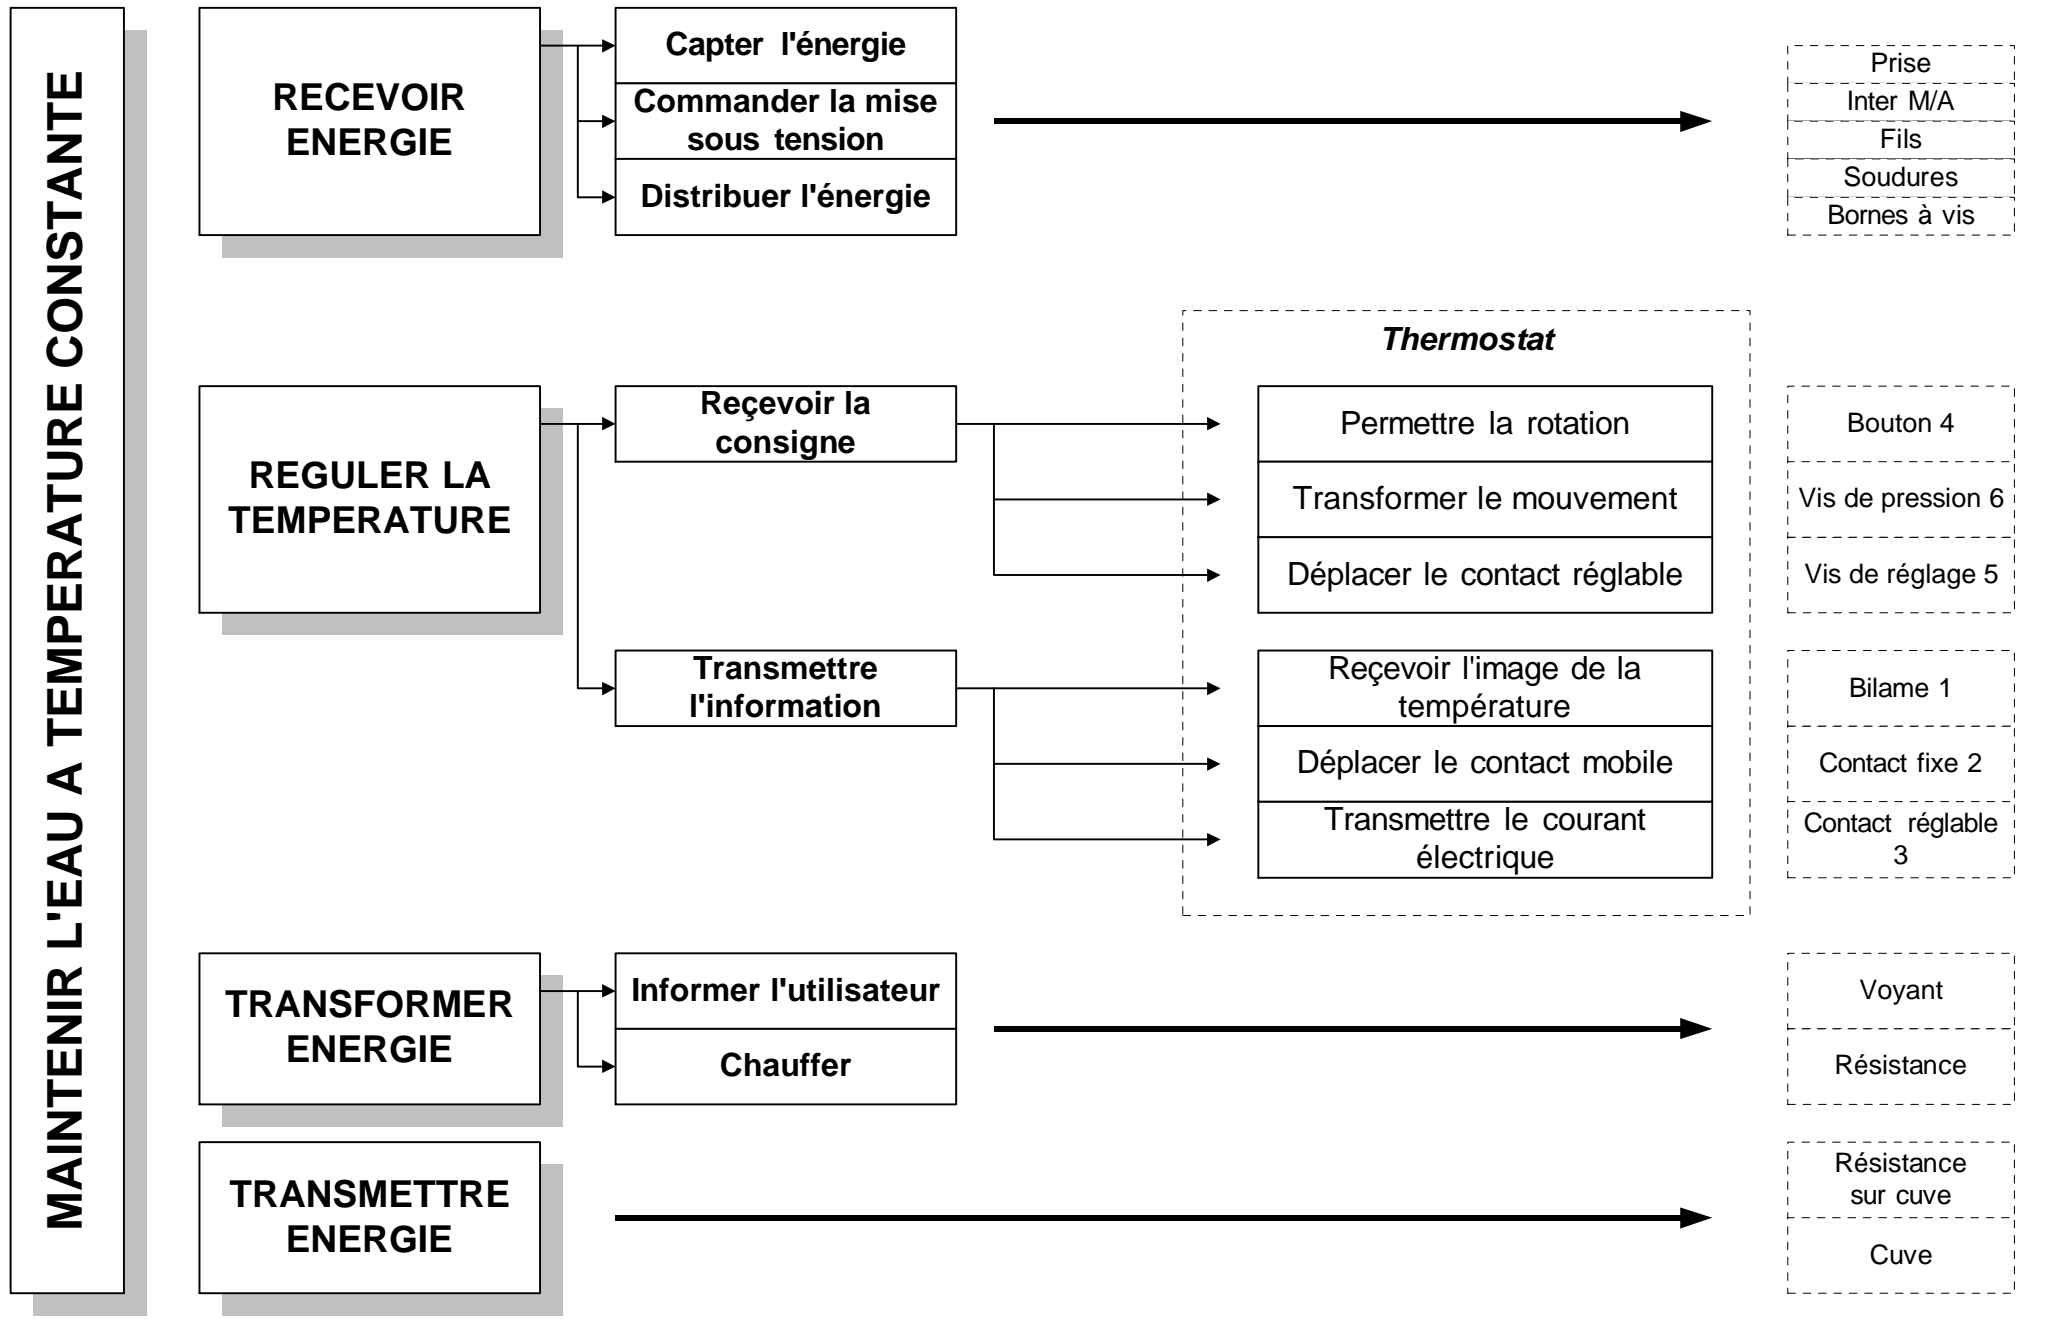 MAINTENIR L'EAU A TEMPERATURE CONSTANTE
RECEVOIR
ENERGIE
Capter l'énergie
Commander la mise
sous tension
Distribuer l'énergie
Prise
Inter M/A
Fils
Soudures
Bornes à vis
REGULER LA
TEMPERATURE
Reçevoir la
consigne
Thermostat
Permettre la rotation
Transformer le mouvement
Déplacer le contact réglable
Bouton 4
Vis de pression 6
Vis de réglage 5
Transmettre
l'information
Reçevoir l'image de la
température
Déplacer le contact mobile
Transmettre le courant
électrique
Bilame 1
Contact fixe 2
Contact réglable
3
TRANSFORMER
ENERGIE
Informer l'utilisateur
Chauffer
Voyant
Résistance
TRANSMETTRE
ENERGIE
Résistance
sur cuve
Cuve